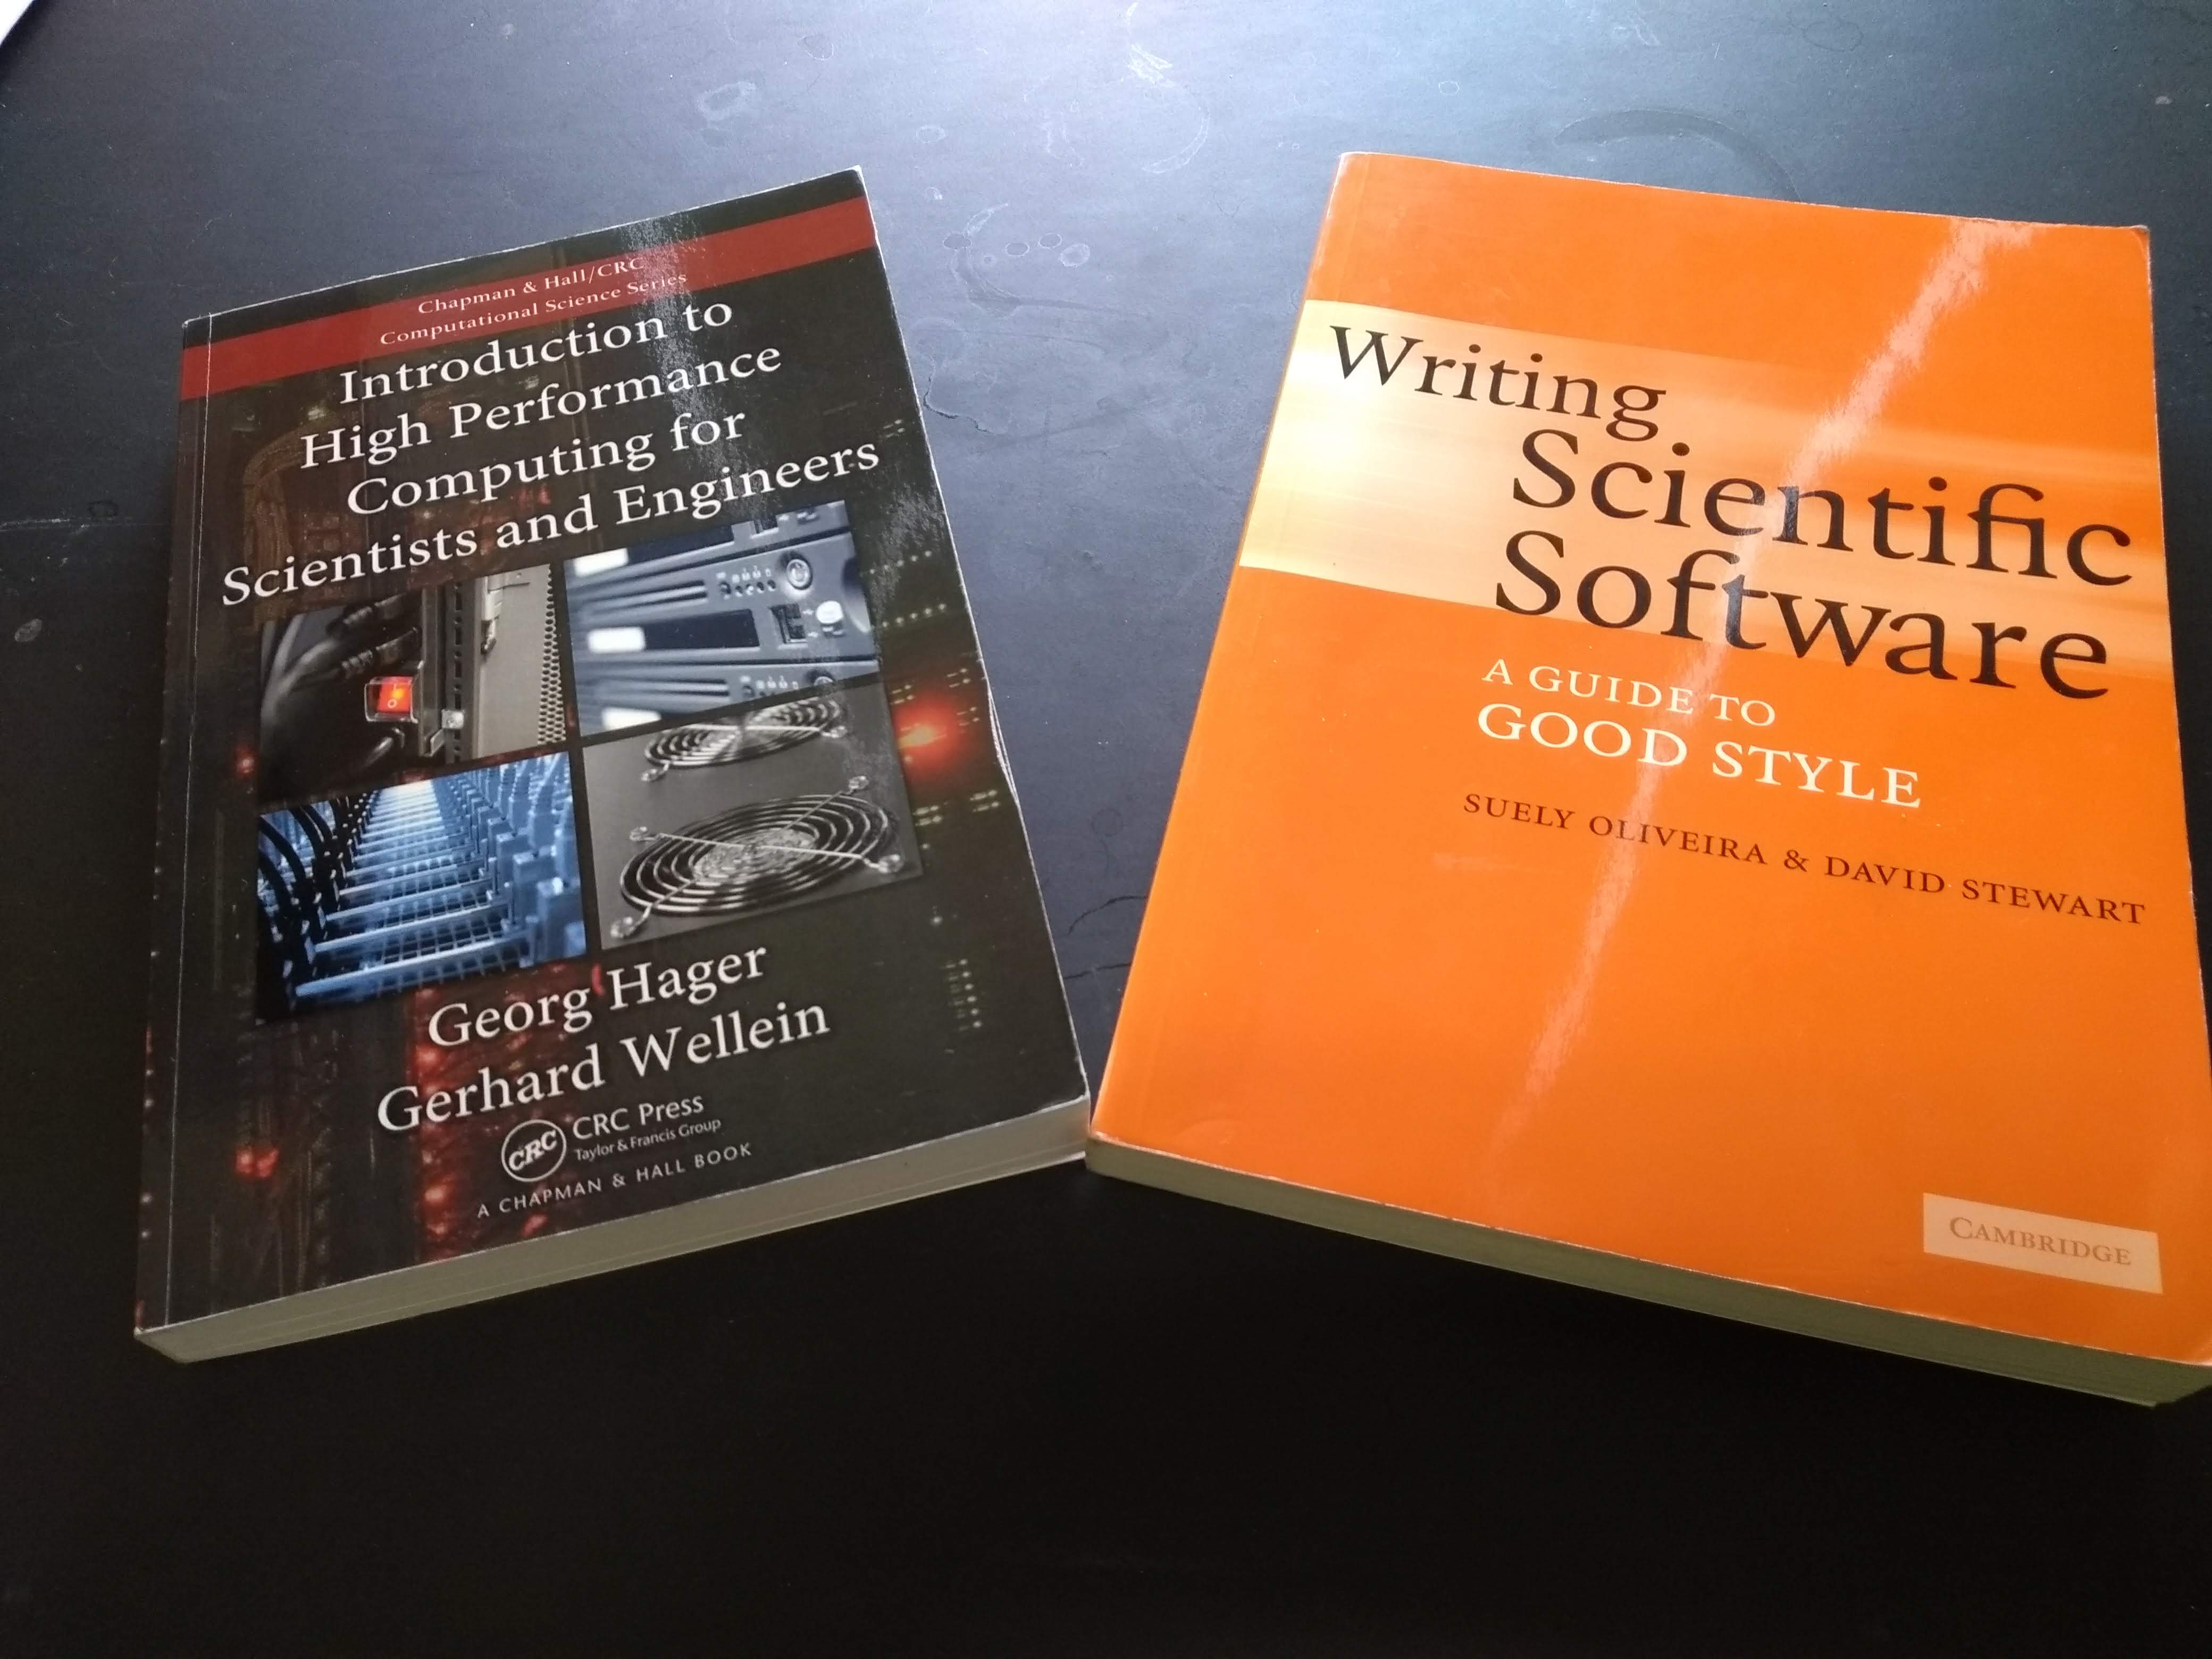 Chapman & Hall/CRC
Computational Science Series
Introduction to
High Performance
Computing for
Scientists and Engineers
Georg Hager
Gerhard Wellein
CRC
CRC Press
Taylor & Francis Group
A CHAPMAN & HALL BOOK
Writing
Scientific
Software
A GUIDE TO
GOOD STYLE
SUELY OLIVEIRA & DAVID STEWART
CAMBRIDGE